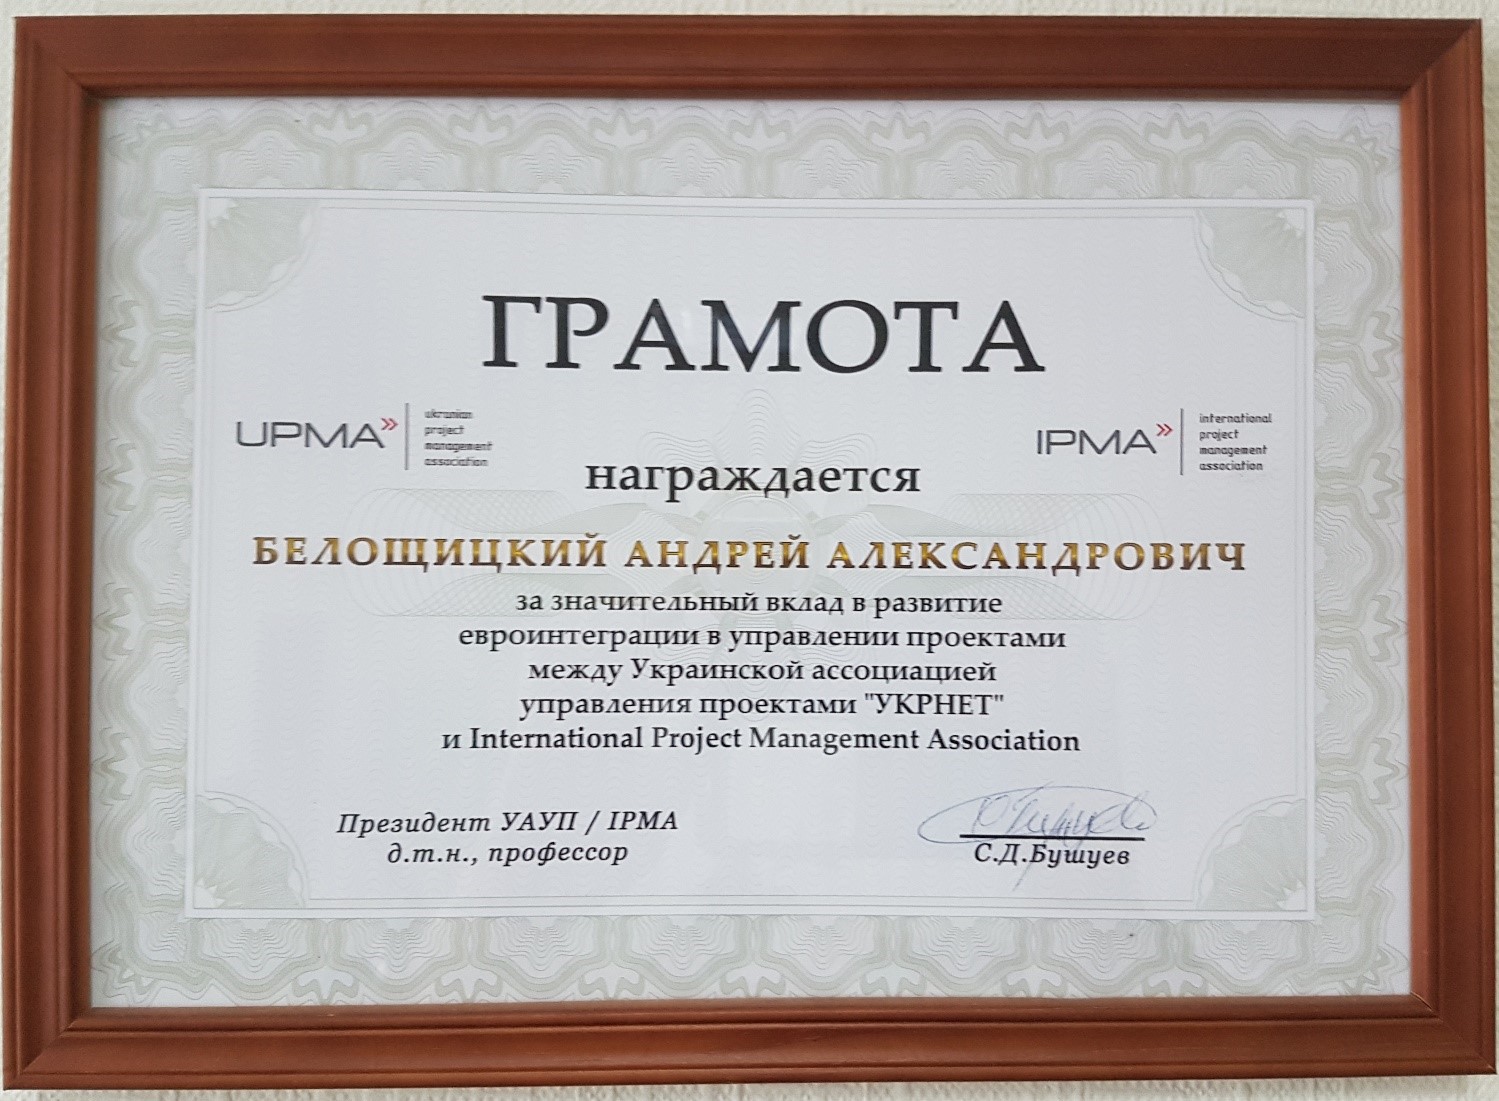 ГРАМОТА
UPMA
ukranian
project
management
association
IPMA
international
project
management
association
награждается
БЕЛОЩИЦКИЙ АНДРЕЙ АЛЕКСАНДРОВИЧ
за значительный вклад в развитие
евроинтеграции в управлении проектами
между Украинской ассоциацией
управления проектами "УКРНЕТ"
и International Project Management Association
Президент УАУП / IPMA
д.т.н., профессор
С.Д.Бушуев